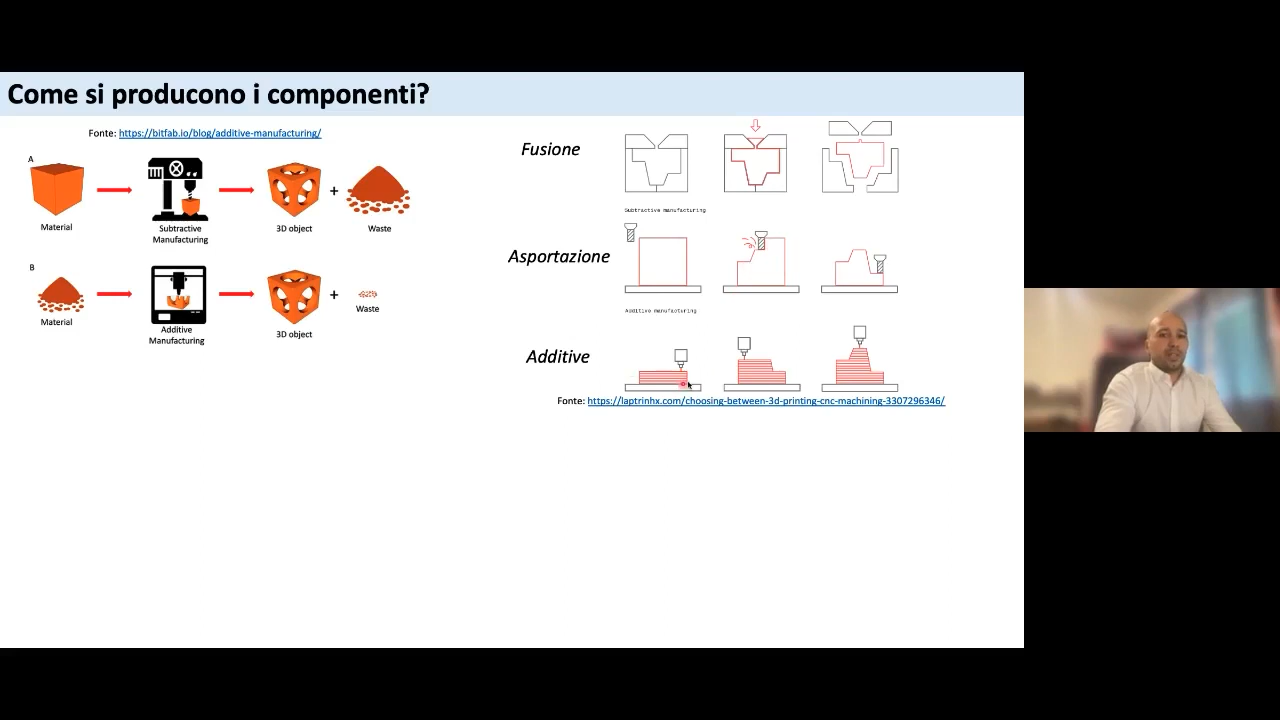 Come si producono i componenti?
Fonte: https://bitfab.io/blog/additive-manufacturing/
A
Material
Subtractive
Manufacturing
3D object
+
Waste
B
Material
Additive
Manufacturing
3D object
+
Waste
Fusione
Subtractive manufacturing
Asportazione
Additive manufacturing
Additive
Fonte: https://laptrinhx.com/choosing-between-3d-printing-cnc-machining-3307296346/